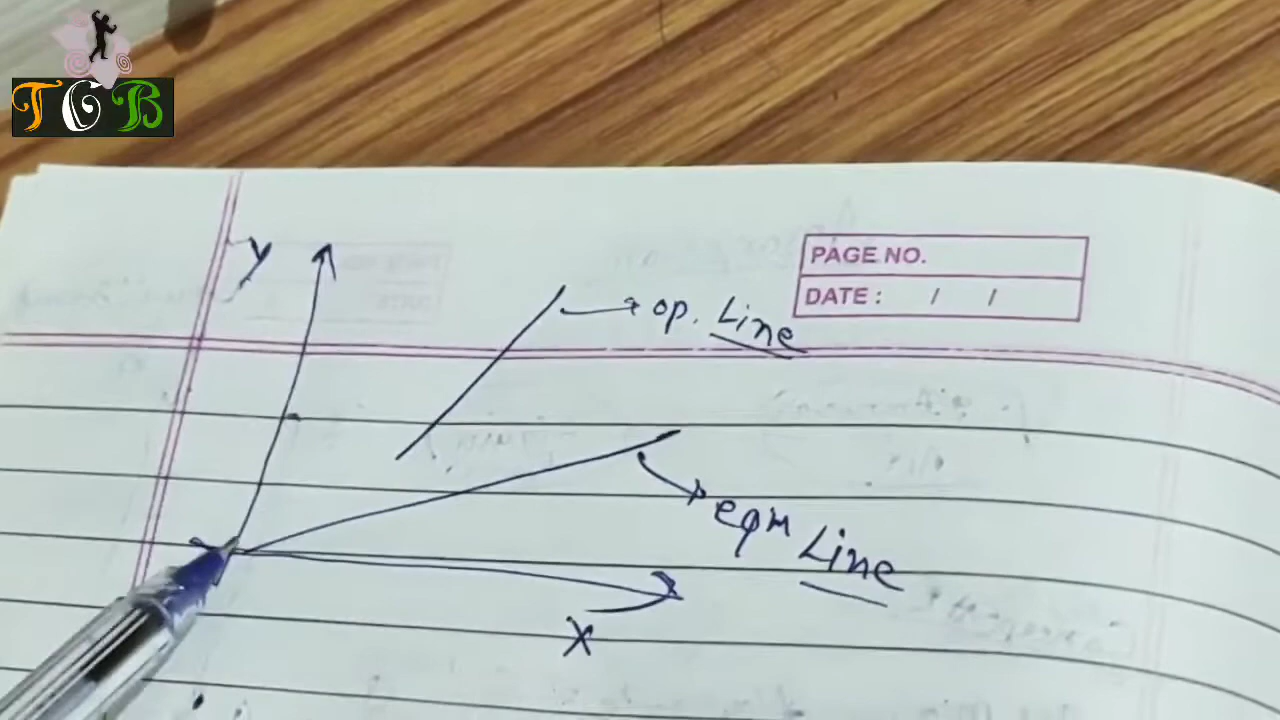 TGB
PAGE NO.
DATE : / /
y
op. Line
eqm Line
X